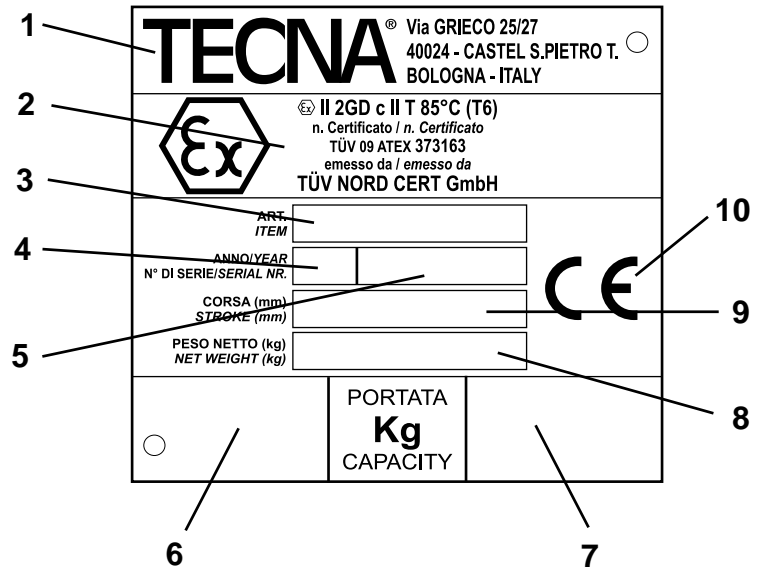 1
TECNA®
Via GRIECO 25/27
40024 - CASTEL S.PIETRO T.
BOLOGNA - ITALY
2
Ex
Ex II 2GD c II T 85°C (T6)
n. Certificato / n. Certificato
TÜV 09 ATEX 373163
emesso da / emesso da
TÜV NORD CERT GmbH
3
ART.
ITEM
10
4
ANNO/YEAR
N° DI SERIE/SERIAL NR.
CE
CORSA (mm)
STROKE (mm)
9
5
PESO NETTO (kg)
NET WEIGHT (kg)
8
PORTATA
Kg
CAPACITY
6
7